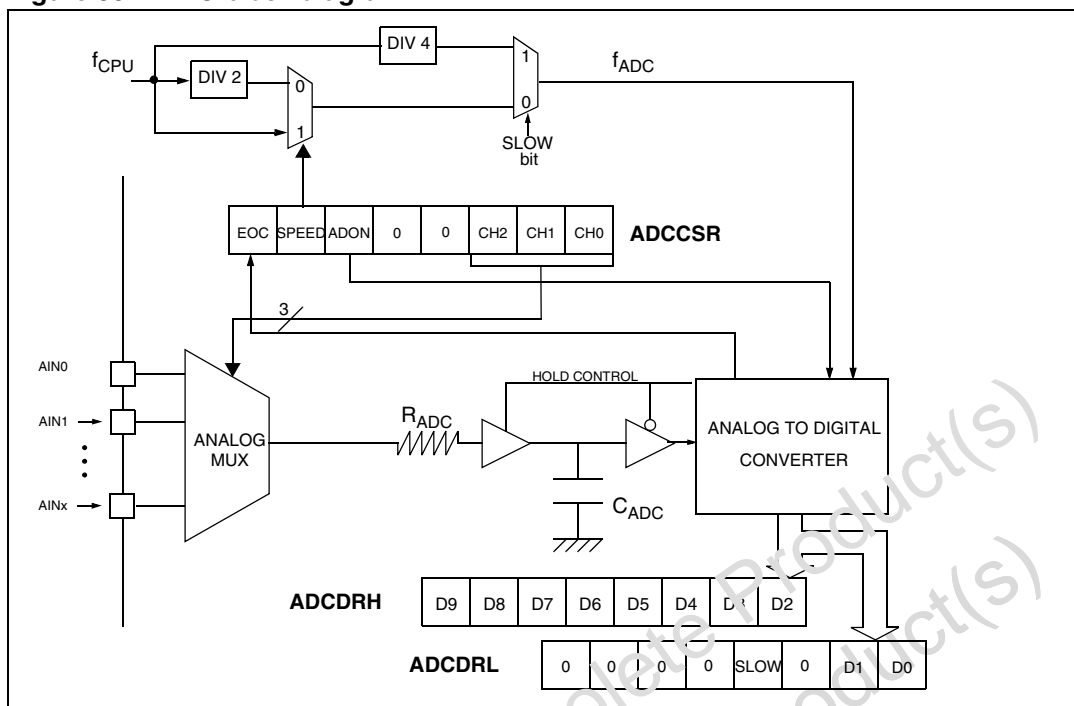 DIV 4
1
fCPU
fADC
DIV 2
0
0
1
SLOW
bit
EOC SPEED ADON 0 0 CH2 CH1 CH0 ADCCSR
3
AIN0
HOLD CONTROL
RADC
AIN1
ANALOG
MUX
ANALOG TO DIGITAL
CONVERTER
AINx
CADC
ADCDRH D9 D8 D7 D6 D5 D4 D3 D2
ADCDRL 0 0 0 0 SLOW 0 D1 D0
Product(s)